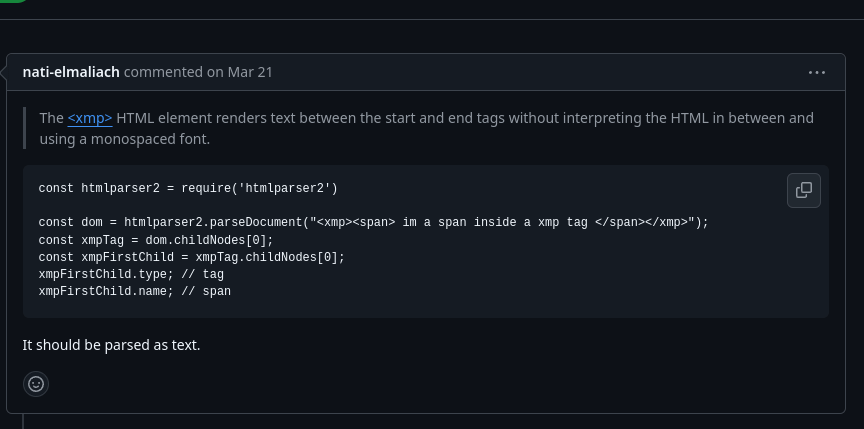 nati-elmaliach commented on Mar 21
The <xmp> HTML element renders text between the start and end tags without interpreting the HTML in between and
using a monospaced font.
const htmlparser2 = require('htmlparser2')
const dom = htmlparser2.parseDocument("<xmp><span> im a span inside a xmp tag </span></xmp>");
const xmpTag = dom.childNodes[0];
const xmpFirstChild = xmpTag.childNodes[0];
xmpFirstChild.type; // tag
xmpFirstChild.name; // span
It should be parsed as text.